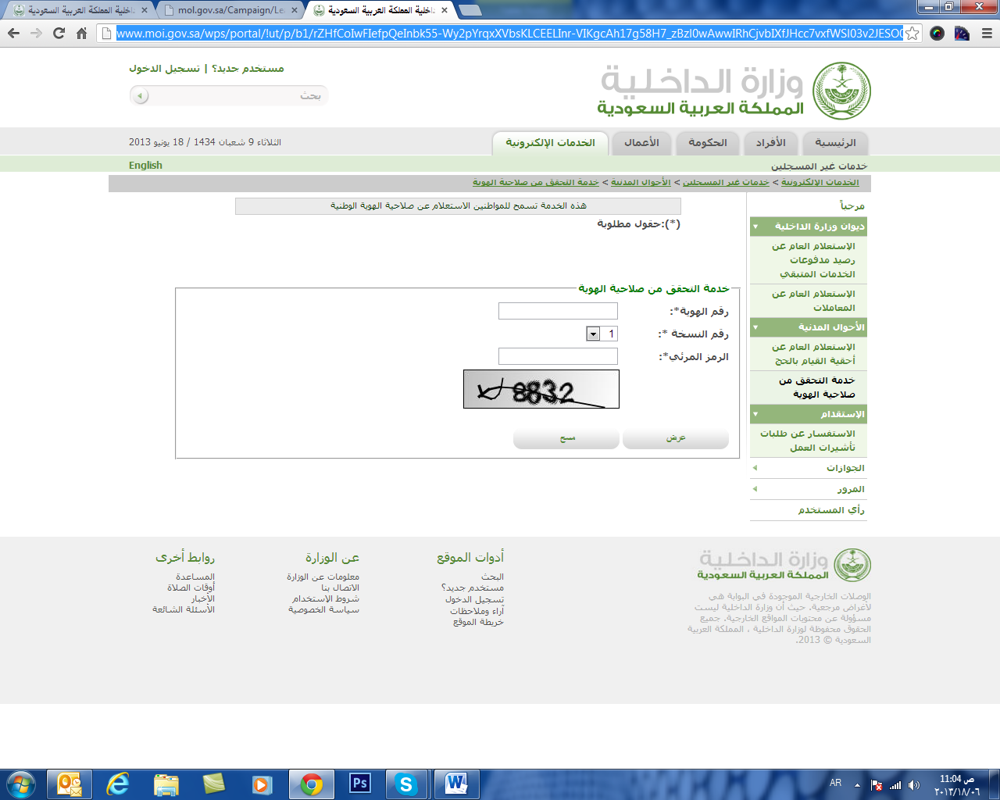 داخلية المملكة العربية السعودية
mol.gov.sa/Campaign/Le
داخلية المملكة العربية السعودية
www.moi.gov.sa/wps/portal/!ut/p/b1/
وزارة الداخلية
المملكة العربية السعودية
مستخدم جديد؟ | تسجيل الدخول
بحث
الرئيسية
الأفراد
الحكومة
الأعمال
الخدمات الإلكترونية
الثلاثاء 9 شعبان 1434 / 18 يونيو 2013
خدمات غير المسجلين
English
الخدمات الإلكترونية > خدمات غير المسجلين > الأحوال المدنية > خدمة التحقق من صلاحية الهوية
مرحباً
ديوان وزارة الداخلية
الإستعلام العام عن
رصيد مدفوعات
الخدمات المتبقي
الإستعلام العام عن
المعاملات
الأحوال المدنية
الإستعلام العام عن
أحقية القيام بالحج
خدمة التحقق من
صلاحية الهوية
الإستقدام
الاستفسار عن طلبات
تأشيرات العمل
الجوازات
المرور
رأي المستخدم
هذه الخدمة تسمح للمواطنين الاستعلام عن صلاحية الهوية الوطنية
(*):حقول مطلوبة
خدمة التحقق من صلاحية الهوية
رقم الهوية*:
رقم النسخة *:
1
الرمز المرئي*:
8832
عرض
مسح
وزارة الداخلية
المملكة العربية السعودية
الوصلات الخارجية الموجودة في البوابة هي
لأغراض مرجعية. حيث أن وزارة الداخلية ليست
مسؤولة عن محتويات المواقع الخارجية. جميع
الحقوق محفوظة لوزارة الداخلية ، المملكة العربية
السعودية © 2013.
أدوات الموقع
البحث
مستخدم جديد؟
تسجيل الدخول
آراء وملاحظات
خريطة الموقع
عن الوزارة
معلومات عن الوزارة
الاتصال بنا
شروط الإستخدام
سياسة الخصوصية
روابط أخرى
المساعدة
أوقات الصلاة
الأخبار
الأسئلة الشائعة
AR
ص 11:04
٢٠١٣/١٨/٠٦